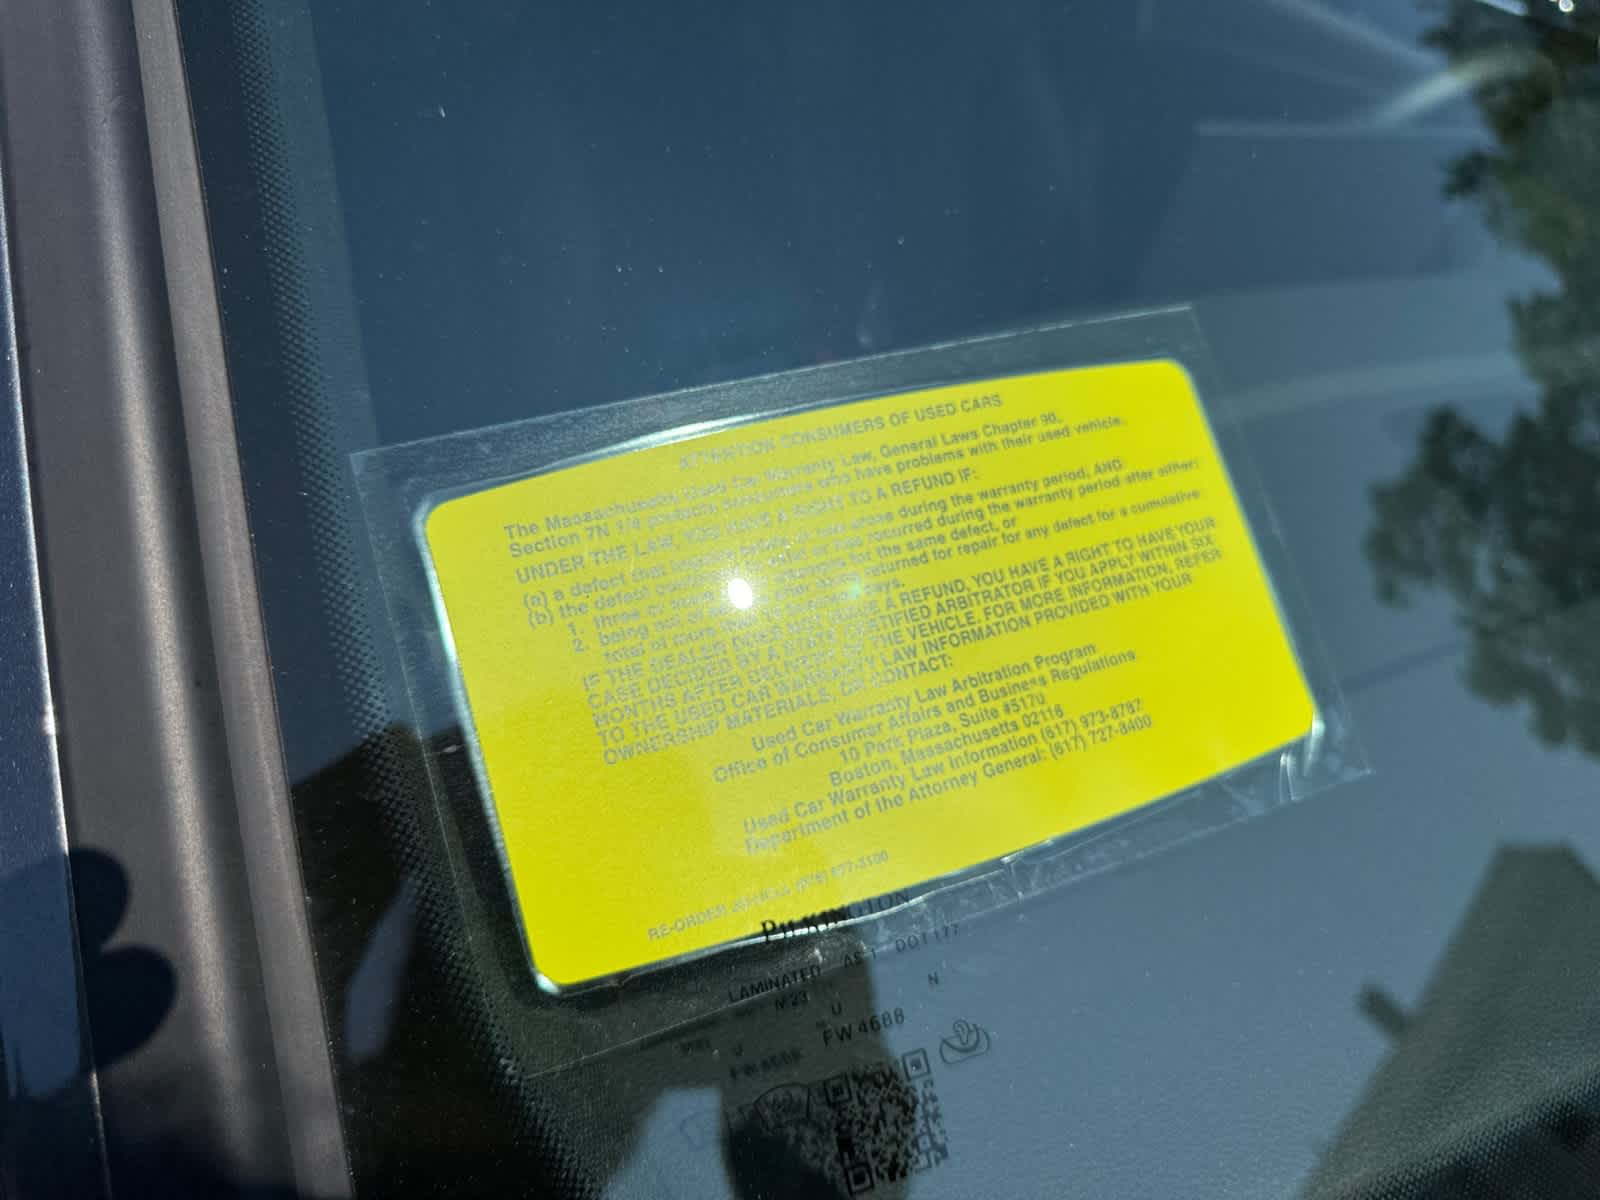 ATTENTION CONSUMERS OF USED CARS
The Massachusetts Used Car Warranty Law, General Laws Chapter 90,
Section 7N 1/4 protects consumers who have problems with their used vehicle.
UNDER THE LAW, YOU HAVE A RIGHT TO A REFUND IF:
(a) a defect that impairs arose during the warranty period, AND
(b) the defect or has recurred during the warranty period after either:
1. three or more attempts for the same defect, or
2. being out of returned for repair for any defect for a cumulative
total of more days.
IF THE DEALER DOES NOT GIVE A REFUND, YOU HAVE A RIGHT TO HAVE YOUR
CASE DECIDED BY A STATE CERTIFIED ARBITRATOR IF YOU APPLY WITHIN SIX
MONTHS AFTER DELIVERY OF THE VEHICLE. FOR MORE INFORMATION, REFER
TO THE USED CAR WARRANTY LAW INFORMATION PROVIDED WITH YOUR
OWNERSHIP MATERIALS, OR CONTACT:
Used Car Warranty Law Arbitration Program
Office of Consumer Affairs and Business Regulations
10 Park Plaza, Suite #5170
Boston, Massachusetts 02116
Used Car Warranty Law Information (617) 973-8787
Department of the Attorney General: (617) 727-8400
RE-ORDER 877-3100
PILKINGTON
LAMINATED AS-1 DOT177
M23 N
U
FW4688